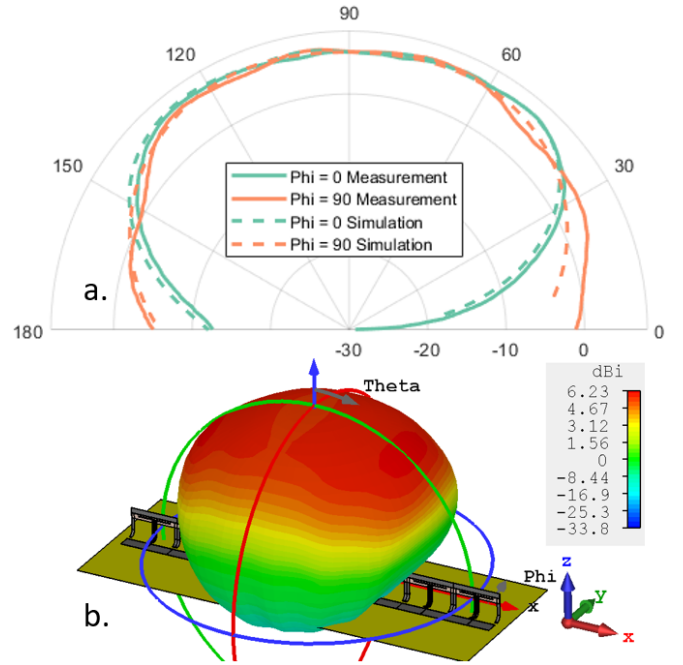 90
120
60
150
30
Phi = 0 Measurement
Phi = 90 Measurement
Phi = 0 Simulation
Phi = 90 Simulation
a.
180
0
-30
-20
-10
0
Theta
dBi
6.23
4.67
3.12
1.56
0
-8.44
-16.9
-25.3
-33.8
Phi
x
z
y
x
b.